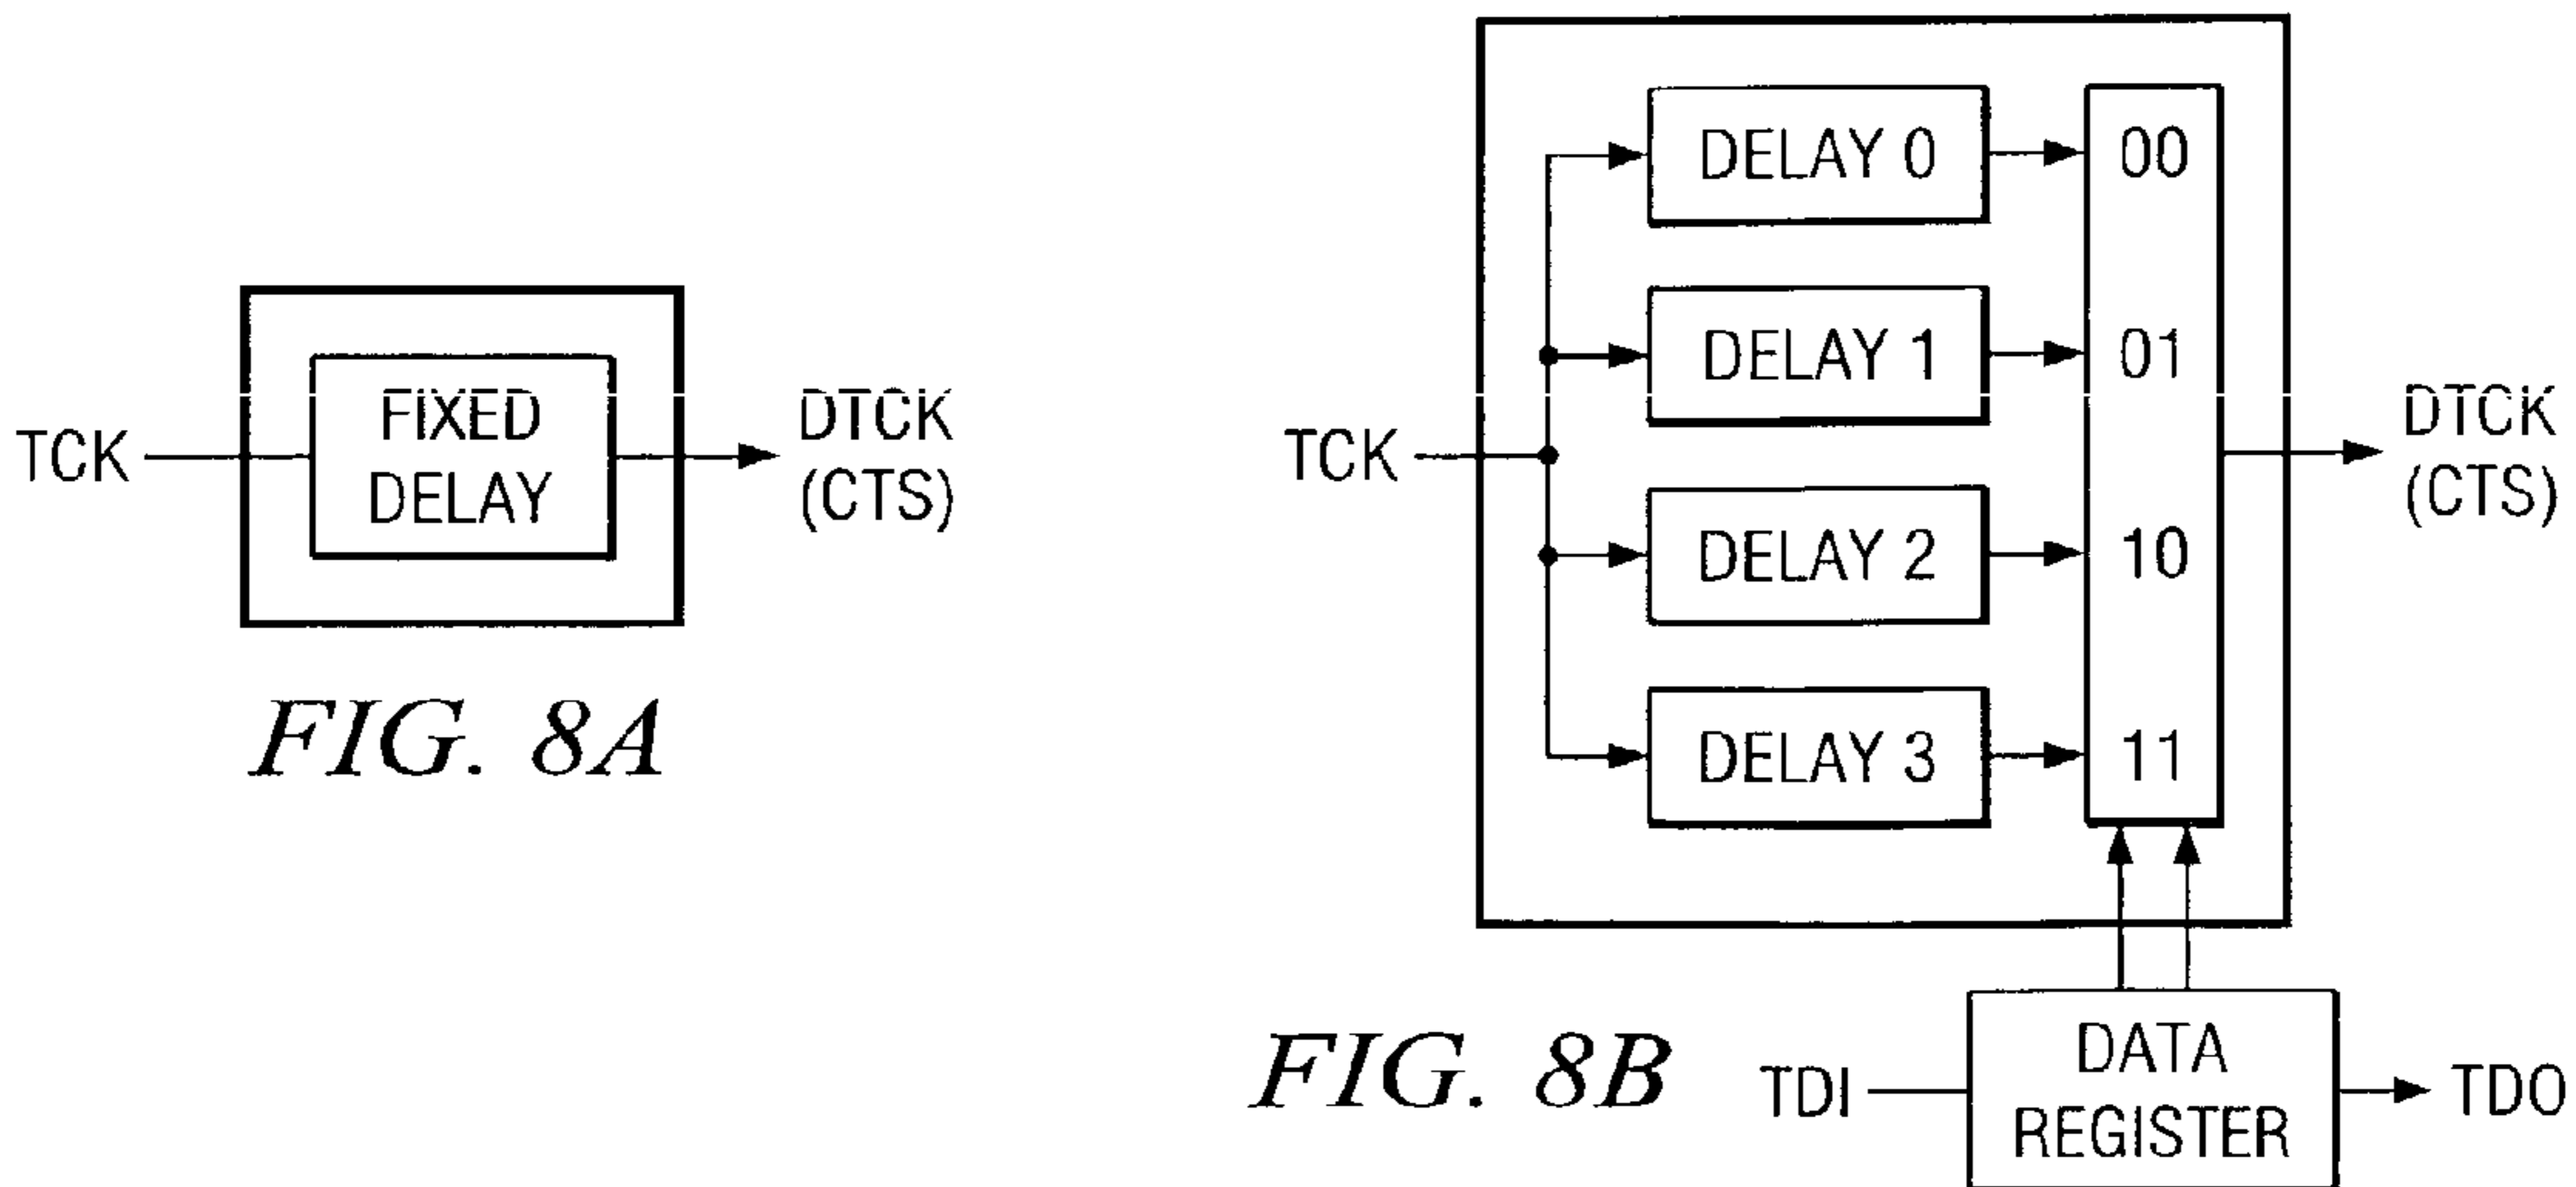 TCK
FIXED
DELAY
DTCK
(CTS)
FIG. 8A
TCK
DELAY 0
DELAY 1
DELAY 2
DELAY 3
00
01
10
11
DTCK
(CTS)
FIG. 8B
TDI
DATA
REGISTER
TDO